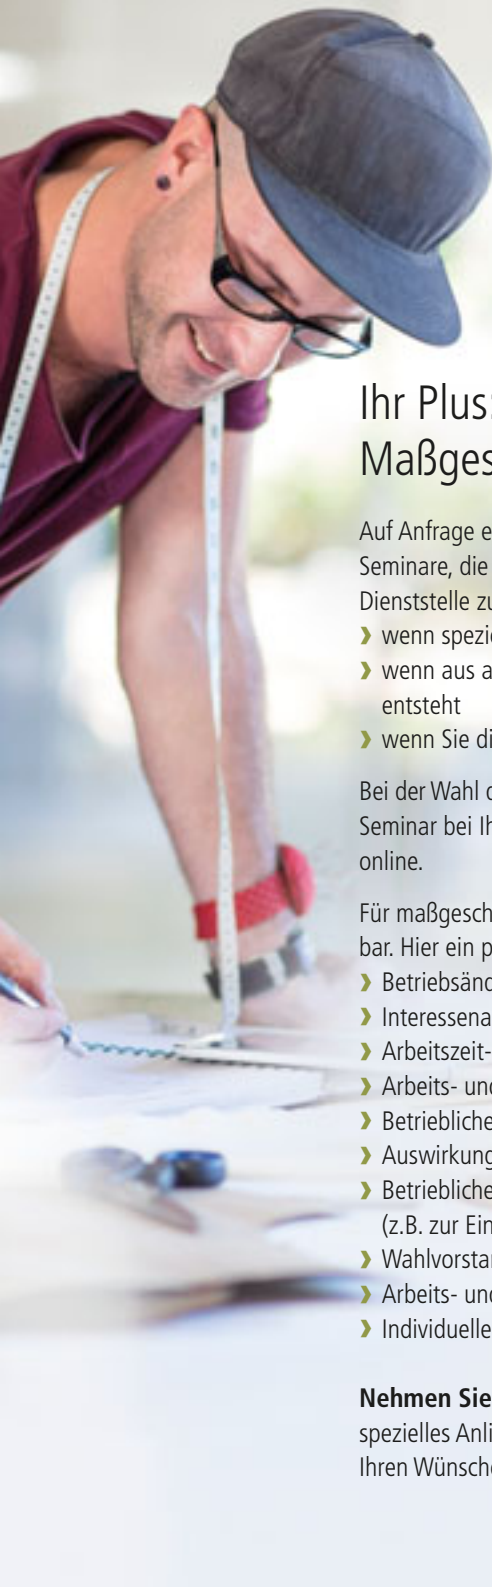 Ihr Plus:
Maßges
Auf Anfrage e
Seminare, die
Dienststelle zu
❱ wenn spezie
❱ wenn aus a
entsteht
❱ wenn Sie di
Bei der Wahl d
Seminar bei Ih
online.
Für maßgesch
bar. Hier ein p
❱ Betriebsänd
❱ Interessena
❱ Arbeitszeit-
❱ Arbeits- und
❱ Betriebliche
❱ Auswirkung
❱ Betriebliche
(z.B. zur Ein
❱ Wahlvorstan
❱ Arbeits- und
❱ Individuelle
Nehmen Sie
spezielles Anli
Ihren Wünsche